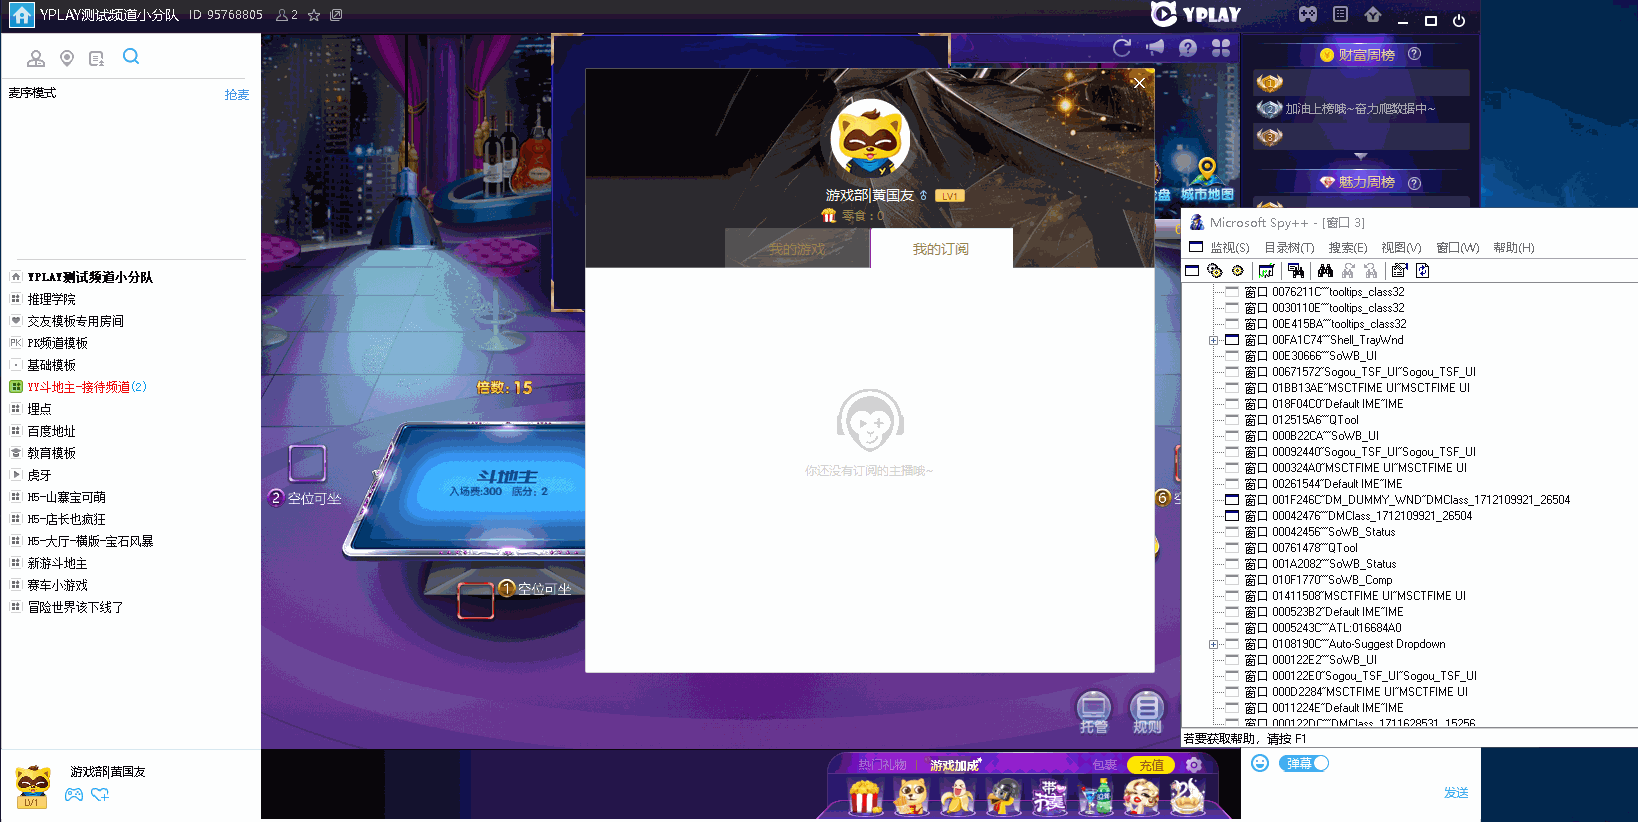 YPLAY测试频道小分队 ID 95768805 2
YPLAY
麦序模式
抢麦
YPLAY测试频道小分队
推理学院
交友模板专用房间
PK PK频道模板
基础模板
YY斗地主-接待频道(2)
埋点
百度地址
教育模板
虎牙
H5-山寨宝可萌
H5-店长也疯狂
H5-大厅-横版-宝石风暴
新游斗地主
赛车小游戏
冒险世界该下线了
游戏部|黄国友
LV1
倍数:15
斗地主
入场费:300 底分: 2
2 空位可坐
1 空位可坐
6
游戏部|黄国友 LV1
零食：0
我的游戏
我的订阅
你还没有订阅的主播哦~
盘 城市地图
托管
规则
财富周榜
1
2 加油上榜哦~奋力爬数据中~
3
魅力周榜
Microsoft Spy++ - [窗口 3]
监视(S) 目录树(T) 搜索(E) 视图(V) 窗口(W) 帮助(H)
窗口 0076211C""tooltips_class32
窗口 0030110E""tooltips_class32
窗口 00E415BA""tooltips_class32
窗口 00FA1C74""Shell_TrayWnd
窗口 00E30666""SoWB_UI
窗口 00671572"Sogou_TSF_UI"Sogou_TSF_UI
窗口 01BB13AE"MSCTFIME UI"MSCTFIME UI
窗口 018F04C0"Default IME"IME
窗口 012515A6""QTool
窗口 000B22CA""SoWB_UI
窗口 00092440"Sogou_TSF_UI"Sogou_TSF_UI
窗口 000324A0"MSCTFIME UI"MSCTFIME UI
窗口 00261544"Default IME"IME
窗口 001F246C"DM_DUMMY_WND"DMClass_1712109921_26504
窗口 00042476""DMClass_1712109921_26504
窗口 00042456""SoWB_Status
窗口 00761478""QTool
窗口 001A2082""SoWB_Status
窗口 010F1770""SoWB_Comp
窗口 01411508"MSCTFIME UI"MSCTFIME UI
窗口 000523B2"Default IME"IME
窗口 0005243C""ATL:016684A0
窗口 0108190C""Auto-Suggest Dropdown
窗口 000122E2""SoWB_UI
窗口 000122E0"Sogou_TSF_UI"Sogou_TSF_UI
窗口 000D2284"MSCTFIME UI"MSCTFIME UI
窗口 0011224E"Default IME"IME
窗口 000122DC""DMClass_1711628531_15256
若要获取帮助，请按 F1
热门礼物 | 游戏加成
包裹 充值
带我打奏
弹幕
发送